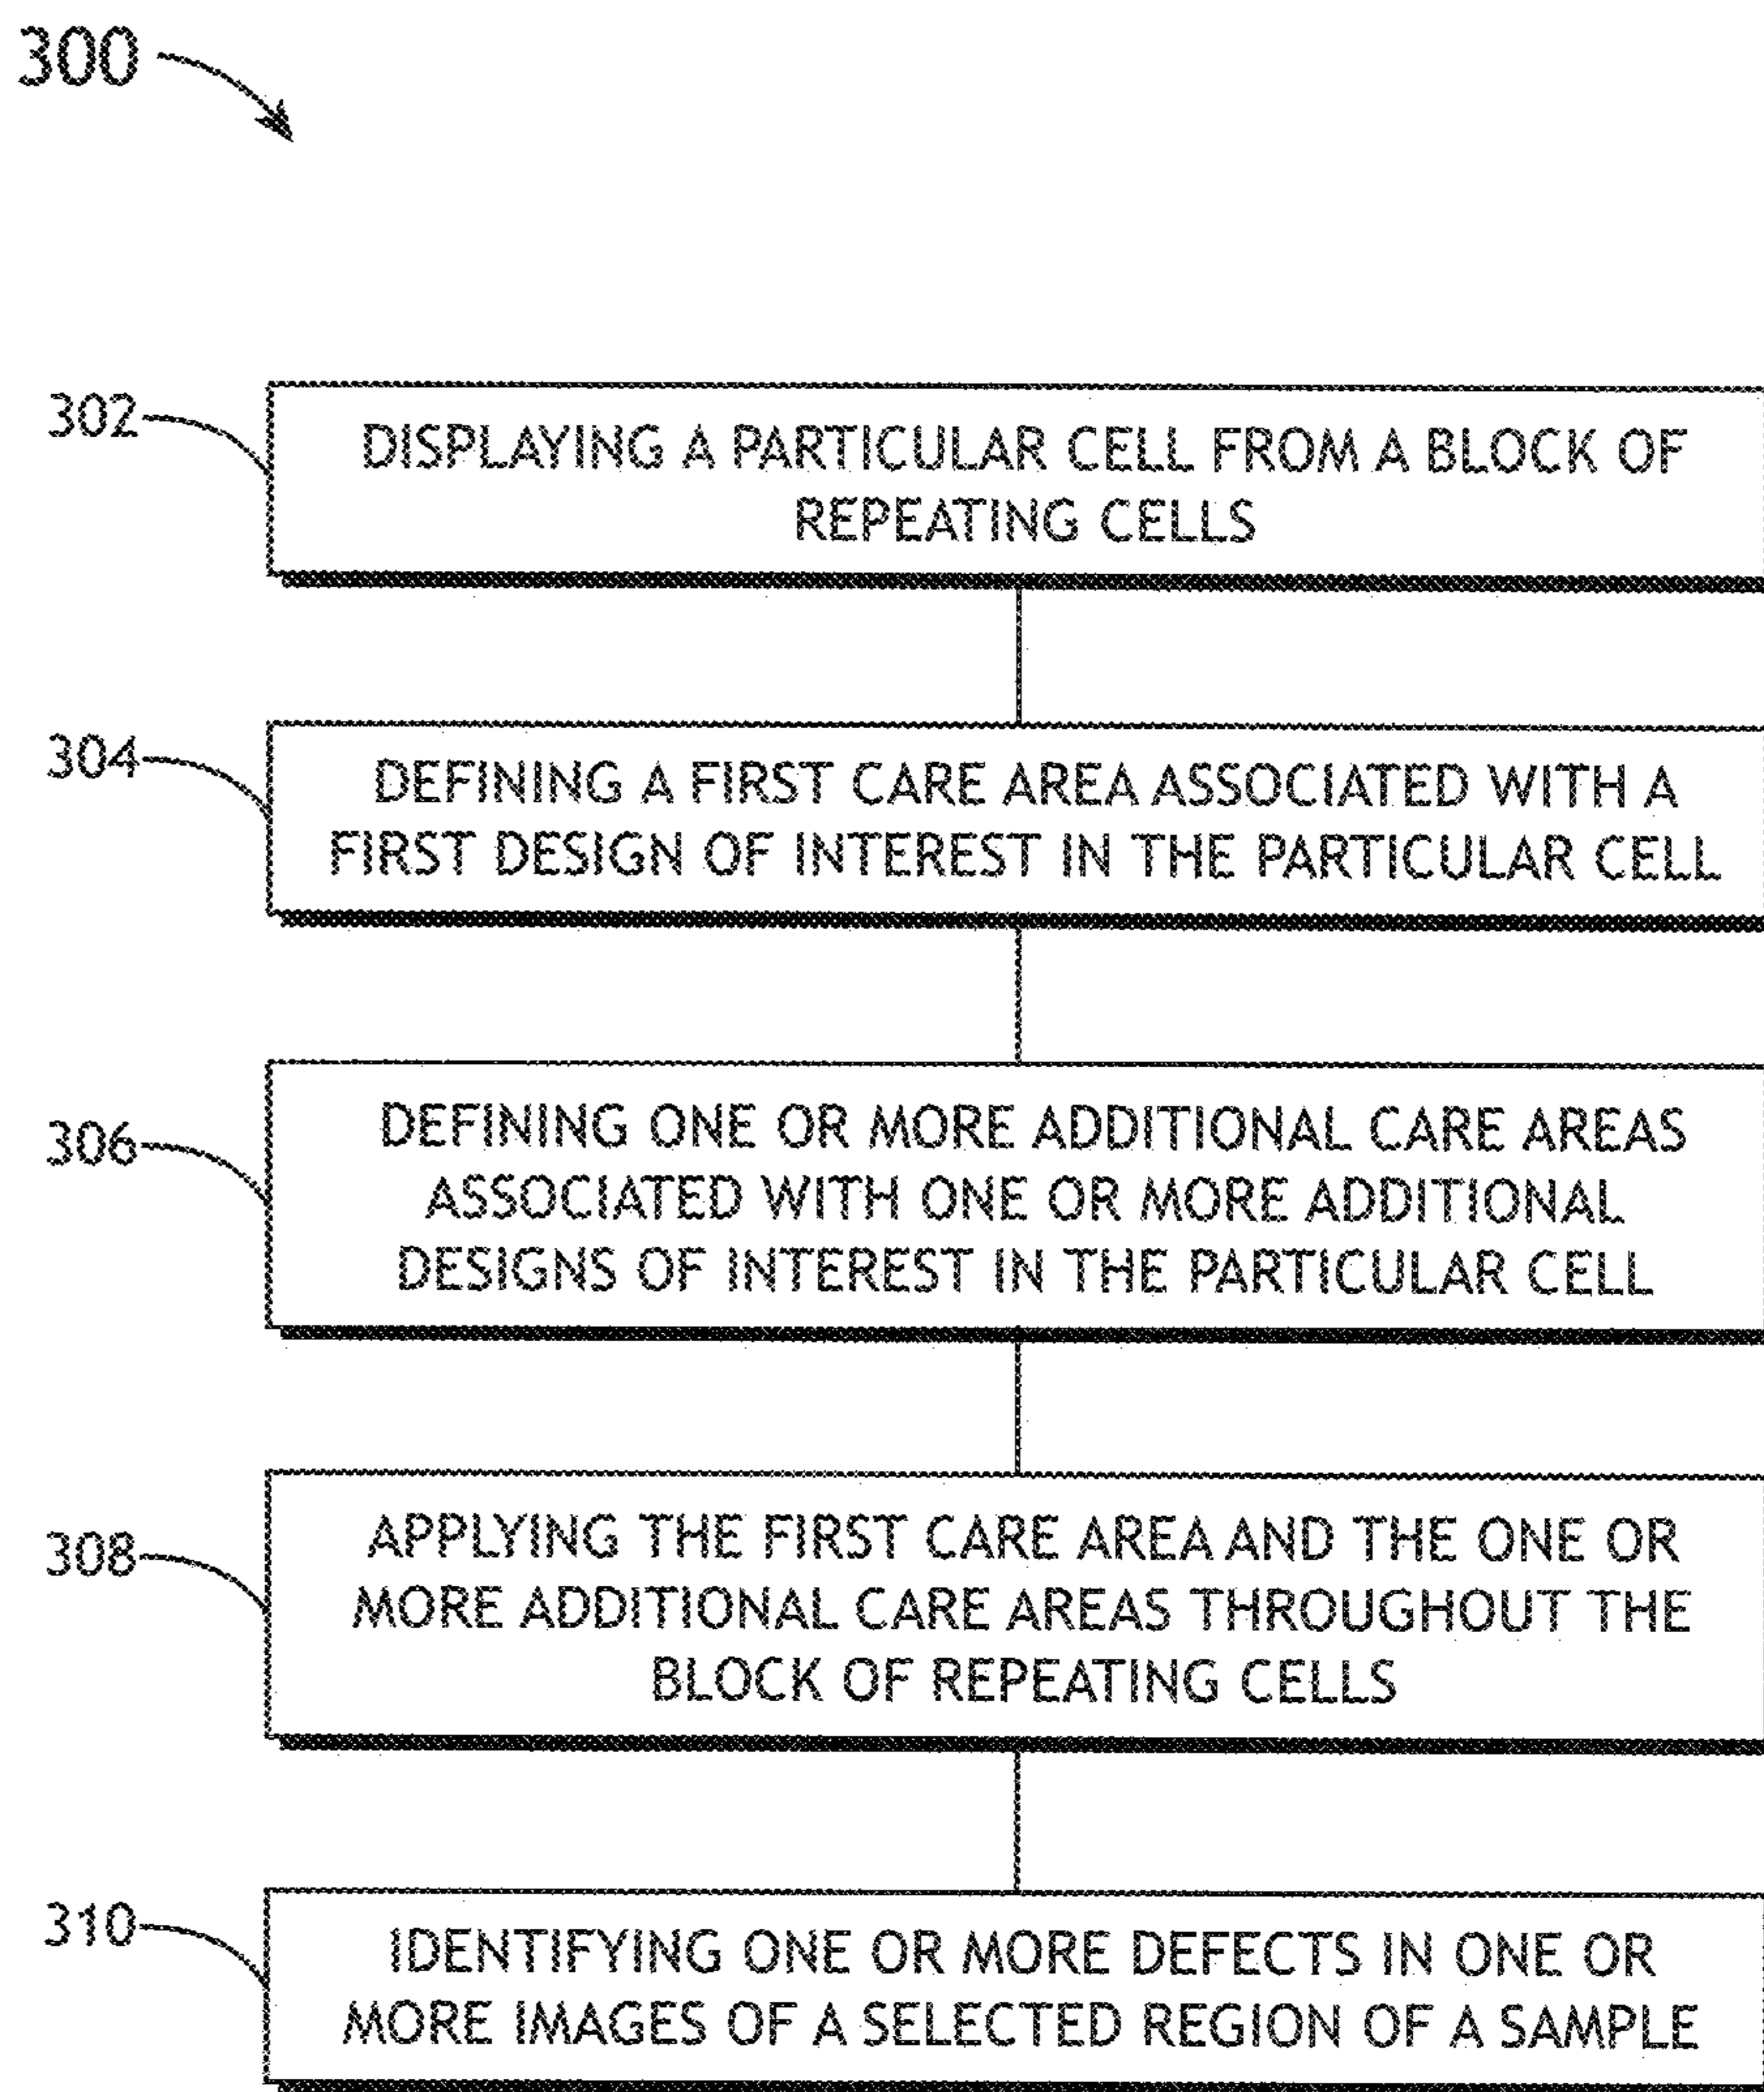 300
302
DISPLAYING A PARTICULAR CELL FROM A BLOCK OF
REPEATING CELLS
304
DEFINING A FIRST CARE AREA ASSOCIATED WITH A
FIRST DESIGN OF INTEREST IN THE PARTICULAR CELL
306
DEFINING ONE OR MORE ADDITIONAL CARE AREAS
ASSOCIATED WITH ONE OR MORE ADDITIONAL
DESIGNS OF INTEREST IN THE PARTICULAR CELL
308
APPLYING THE FIRST CARE AREA AND THE ONE OR
MORE ADDITIONAL CARE AREAS THROUGHOUT THE
BLOCK OF REPEATING CELLS
310
IDENTIFYING ONE OR MORE DEFECTS IN ONE OR
MORE IMAGES OF A SELECTED REGION OF A SAMPLE